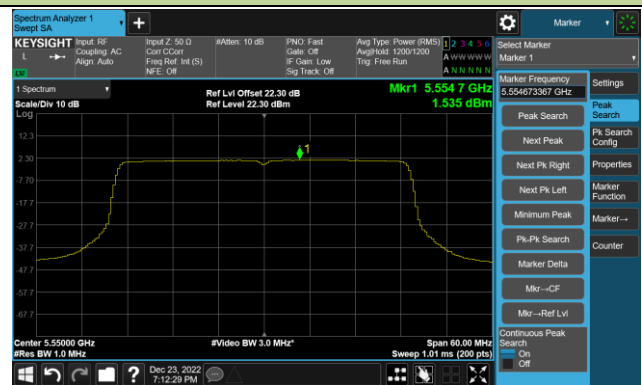 Spectrum Analyzer 1
Swept SA
+
Marker
KEYSIGHT
L
LW
Input: RF
Coupling: AC
Align: Auto
Input Z: 50 Ω
Corr CCorr
Freq Ref: Int (S)
NFE: Off
#Atten: 10 dB
PNO: Fast
Gate: Off
IF Gain: Low
Sig Track: Off
Avg Type: Power (RMS)
Avg|Hold: 1200/1200
Trig: Free Run
1 2 3 4 5 6
A W W W W W
A N N N N N
Select Marker
Marker 1
1 Spectrum
Scale/Div 10 dB
Log
Ref Lvl Offset 22.30 dB
Ref Level 22.30 dBm
Mkr1 5.554 7 GHz
1.535 dBm
1
12.3
2.30
-7.70
-17.7
-27.7
-37.7
-47.7
-57.7
-67.7
Center 5.55000 GHz
#Res BW 1.0 MHz
#Video BW 3.0 MHz*
Span 60.00 MHz
Sweep 1.01 ms (200 pts)
Marker Frequency
5.554673367 GHz
Peak Search
Next Peak
Next Pk Right
Next Pk Left
Minimum Peak
Pk-Pk Search
Marker Delta
Mkr→CF
Mkr→Ref Lvl
Continuous Peak
Search
On
Off
Settings
Peak
Search
Pk Search
Config
Properties
Marker
Function
Marker→
Counter
?
Dec 23, 2022
7:12:29 PM